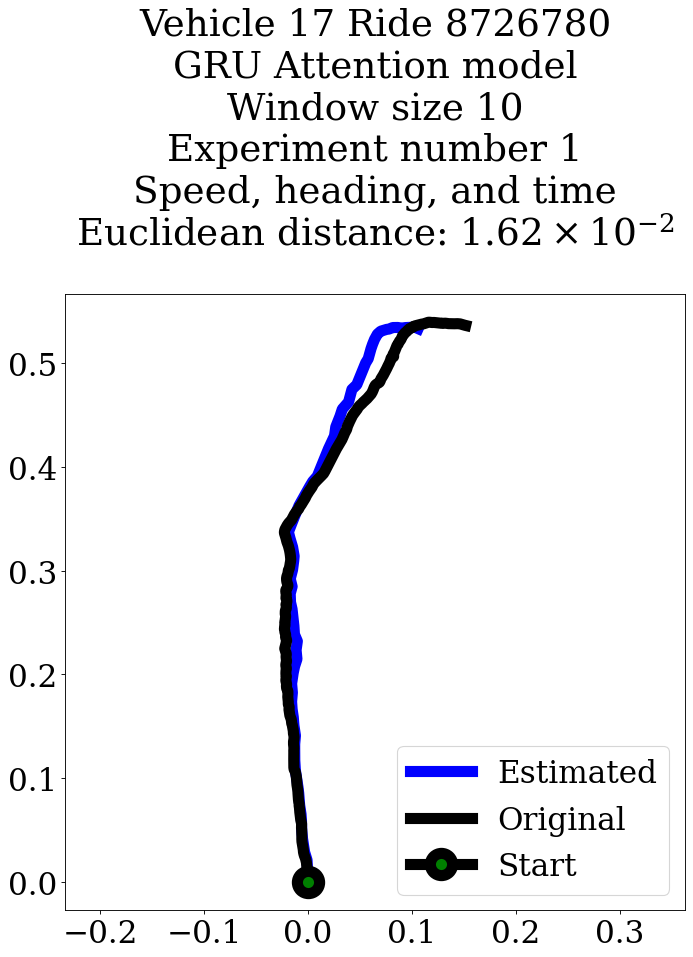 Vehicle 17 Ride 8726780
GRU Attention model
Window size 10
Experiment number 1
Speed, heading, and time
Euclidean distance: 1.62 × 10⁻²
0.5
0.4
0.3
0.2
0.1
0.0
Estimated
Original
Start
−0.2 −0.1 0.0 0.1 0.2 0.3